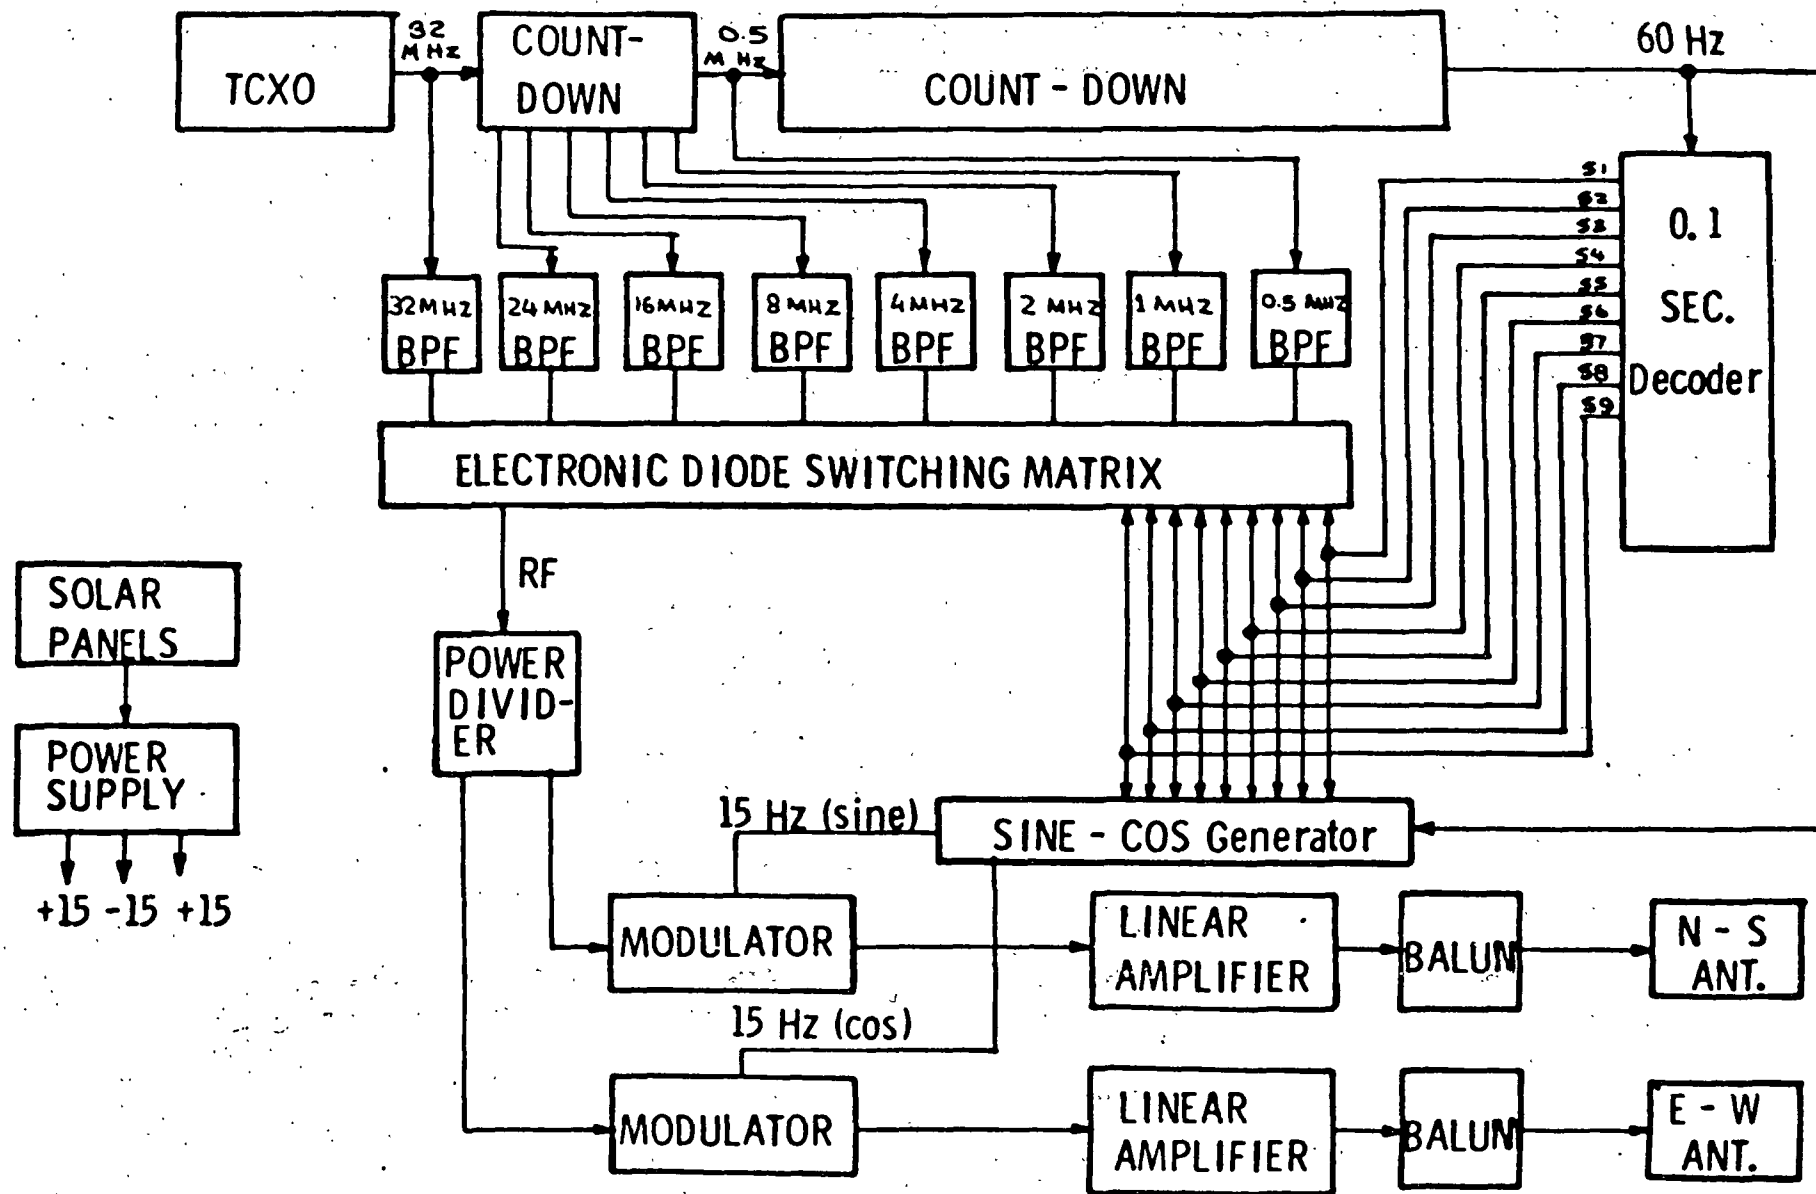 TCXO
32
MHz
COUNT-
DOWN
0.5
MHz
COUNT - DOWN
60 Hz
S1
S2
S3
S4
S5
S6
S7
S8
S9
0.1
SEC.
Decoder
32MHZ
BPF
24 MHZ
BPF
16MHZ
BPF
8 MHZ
BPF
4MHZ
BPF
2 MHZ
BPF
1 MHZ
BPF
0.5 MHZ
BPF
ELECTRONIC DIODE SWITCHING MATRIX
RF
SOLAR
PANELS
POWER
SUPPLY
+15 -15 +15
POWER
DIVID-
ER
15 Hz (sine)
SINE - COS Generator
MODULATOR
LINEAR
AMPLIFIER
BALUN
N - S
ANT.
15 Hz (cos)
MODULATOR
LINEAR
AMPLIFIER
BALUN
E - W
ANT.